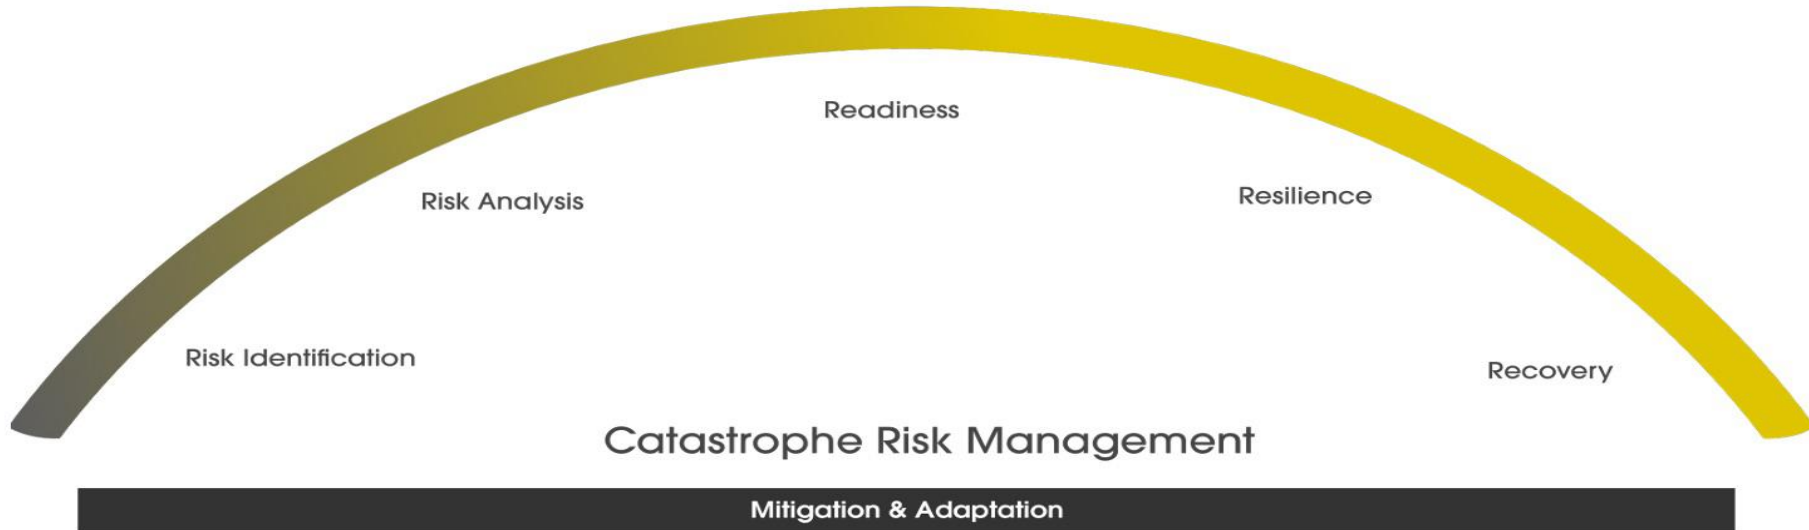 Readiness
Risk Analysis
Resilience
Risk Identification
Recovery
Catastrophe Risk Management
Mitigation & Adaptation